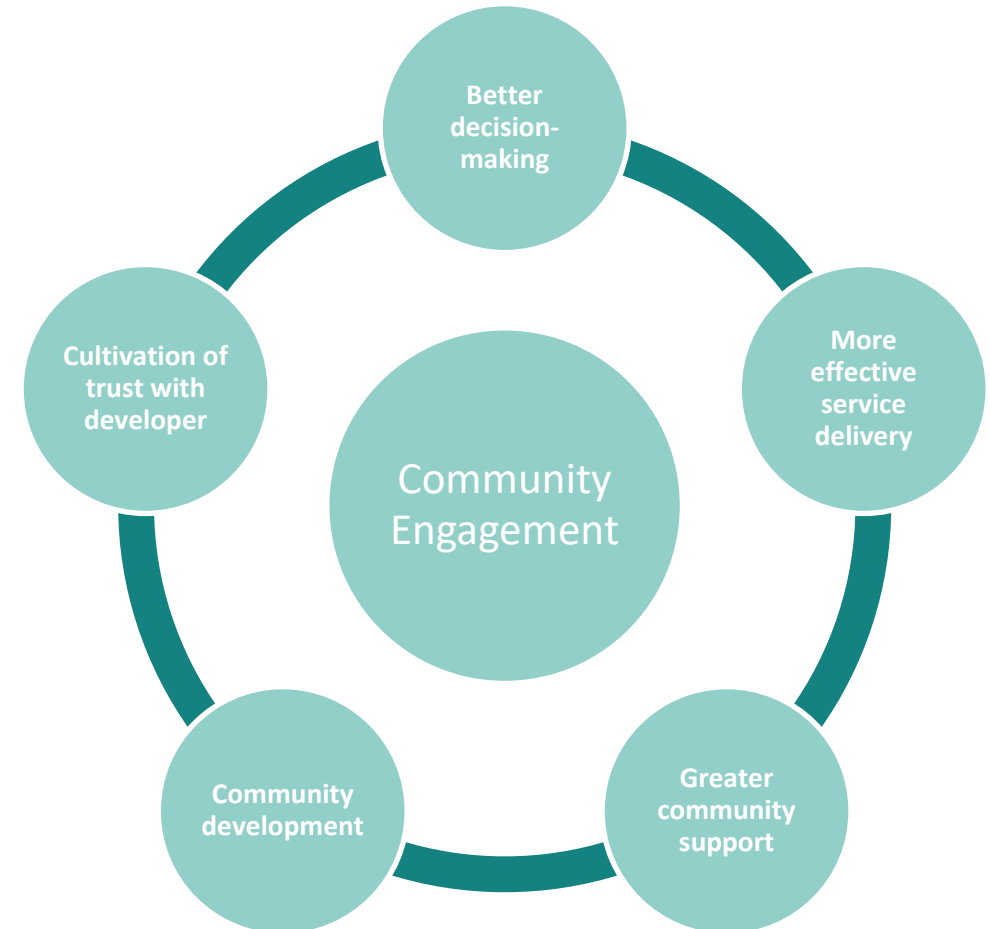 Better
decision-
making
More
effective
service
delivery
Cultivation of
trust with
developer
Community
Engagement
Greater
community
support
Community
development